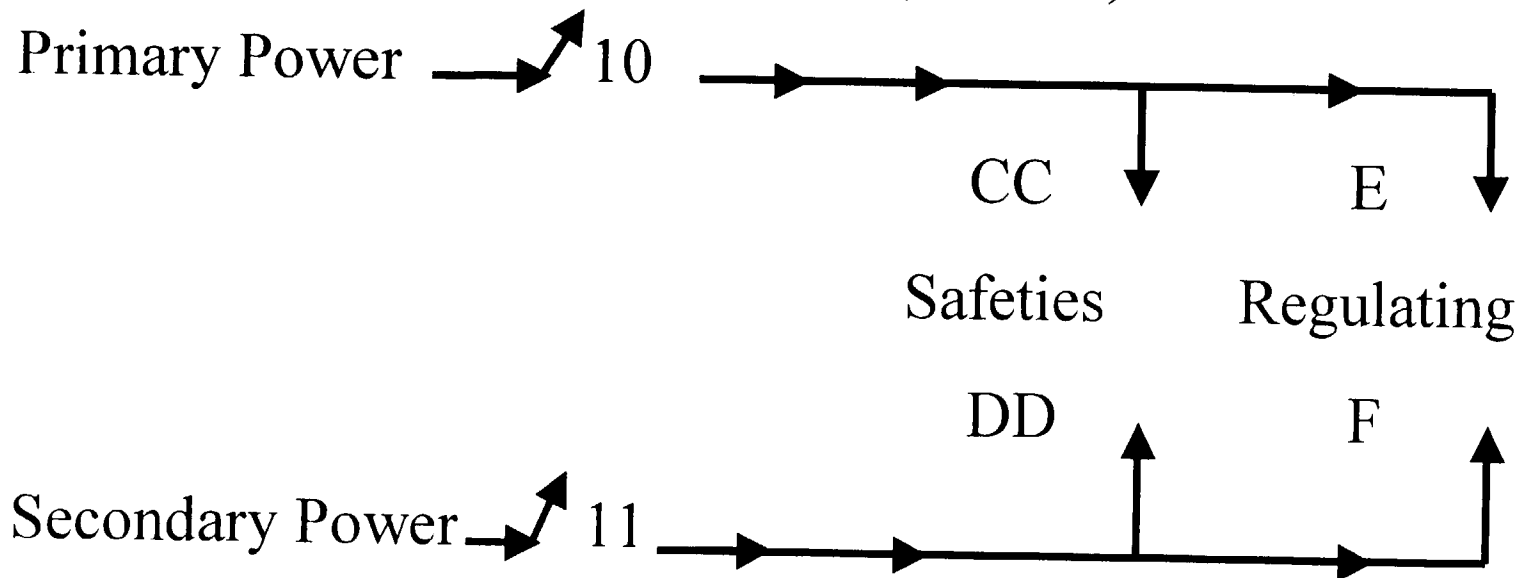 Primary Power 10
CC E
Safeties Regulating
DD F
Secondary Power 11